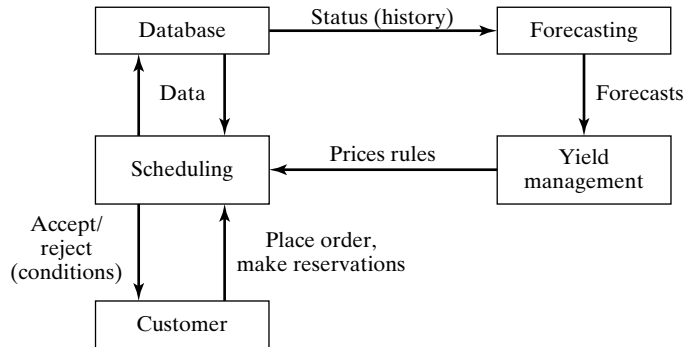 Status (history)
Database
Forecasting
Data
Forecasts
Prices rules
Scheduling
Yield
management
Accept/
reject
(conditions)
Place order,
make reservations
Customer